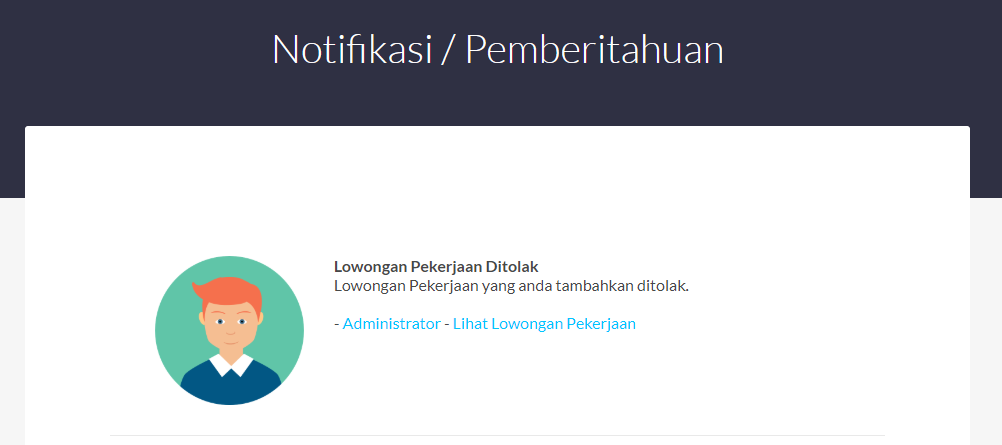 Notifikasi / Pemberitahuan
Lowongan Pekerjaan Ditolak
Lowongan Pekerjaan yang anda tambahkan ditolak.
- Administrator - Lihat Lowongan Pekerjaan